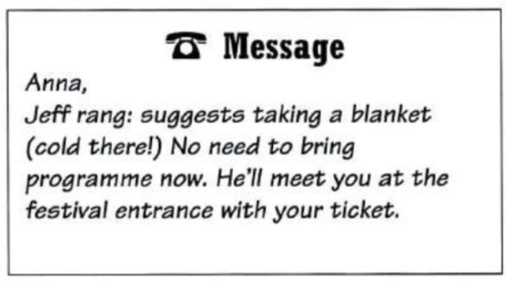 ☎ Message
Anna,
Jeff rang: suggests taking a blanket
(cold there!) No need to bring
programme now. He'll meet you at the
festival entrance with your ticket.